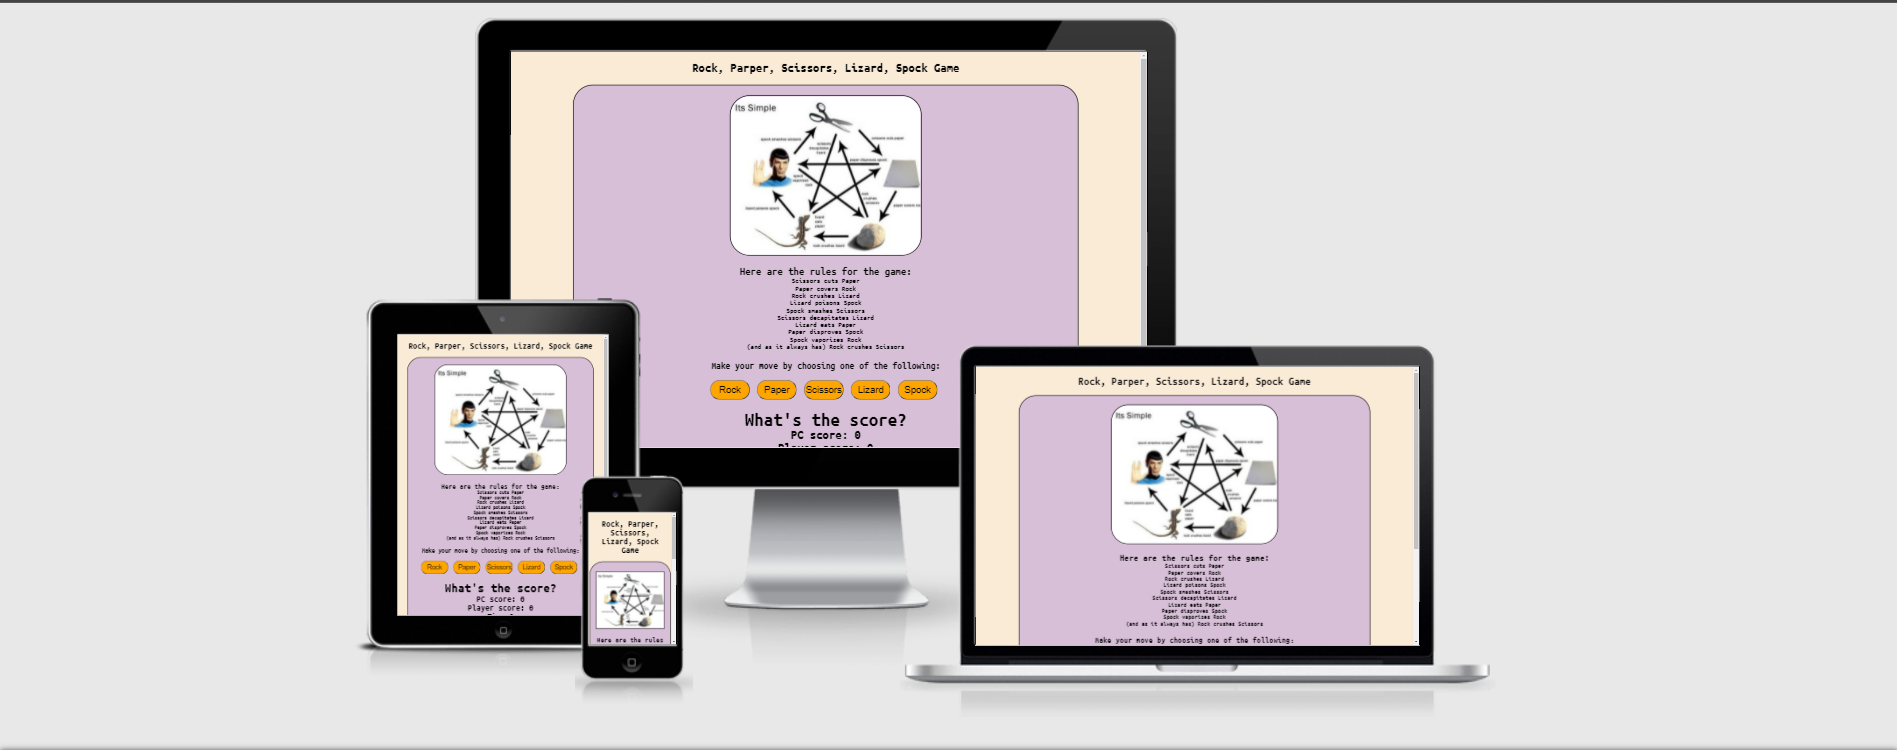 Rock, Parper, Scissors, Lizard, Spock Game
Its Simple
Here are the rules for the game:
Scissors cuts Paper
Paper covers Rock
Rock crushes Lizard
Lizard poisons Spock
Spock smashes Scissors
Scissors decapitates Lizard
Lizard eats Paper
Paper disproves Spock
Spock vaporises Rock
(and as it always has) Rock crushes Scissors
Make your move by choosing one of the following:
Rock Paper Scissors Lizard Spock
What's the score?
PC score: 0
Player score: 0
Rock, Parper, Scissors, Lizard, Spock Game
Its Simple
Here are the rules for the game:
Scissors cuts Paper
Paper covers Rock
Rock crushes Lizard
Lizard poisons Spock
Spock smashes Scissors
Scissors decapitates Lizard
Lizard eats Paper
Paper disproves Spock
Spock vaporises Rock
(and as it always has) Rock crushes Scissors
Make your move by choosing one of the following:
Rock Paper Scissors Lizard Spock
What's the score?
PC score: 0
Player score: 0
Rock, Parper,
Scissors,
Lizard, Spock
Game
Its Simple
Here are the rules
Rock, Parper, Scissors, Lizard, Spock Game
Its Simple
Here are the rules for the game:
Scissors cuts Paper
Paper covers Rock
Rock crushes Lizard
Lizard poisons Spock
Spock smashes Scissors
Scissors decapitates Lizard
Lizard eats Paper
Paper disproves Spock
Spock vaporises Rock
(and as it always has) Rock crushes Scissors
Make your move by choosing one of the following: